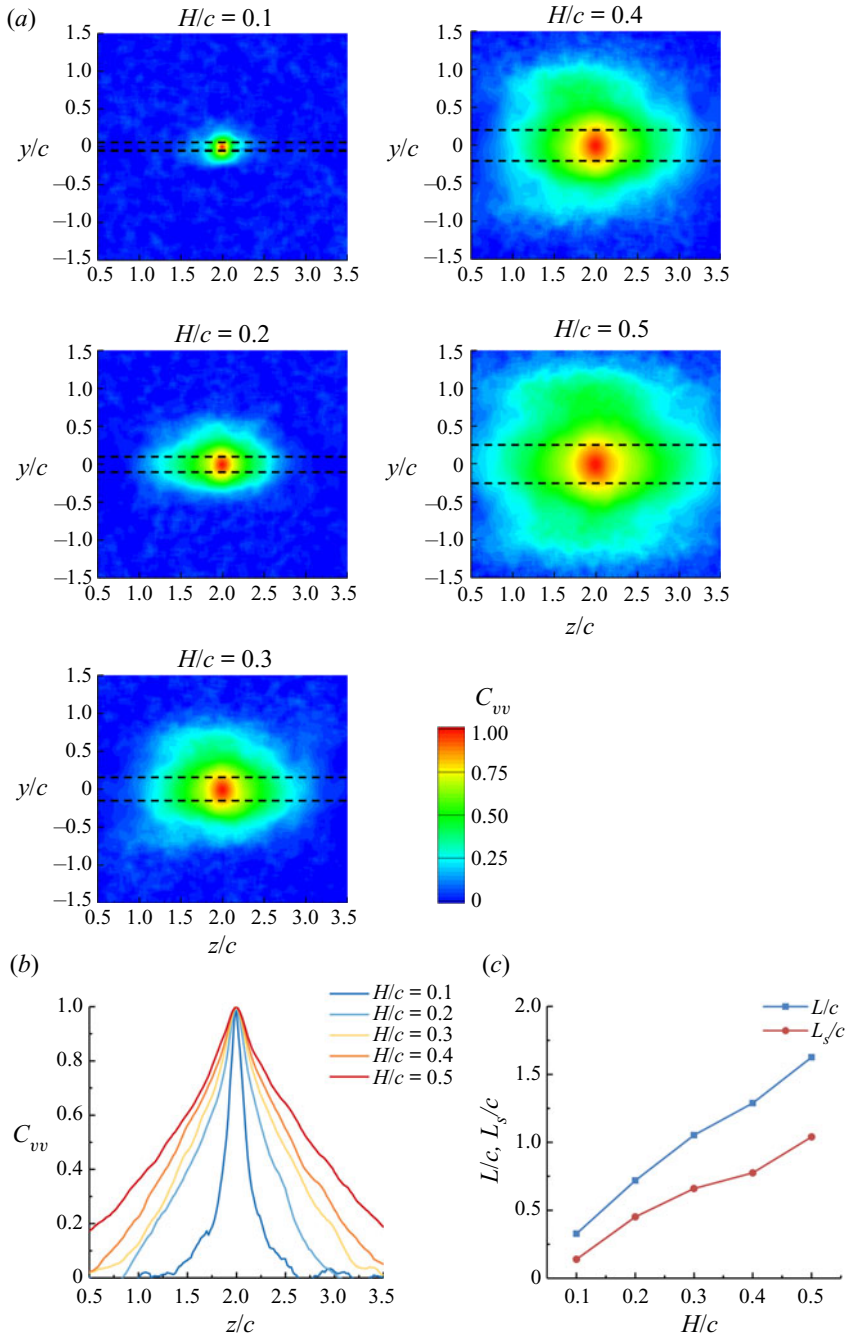 (a)
H/c = 0.1
1.5
1.0
0.5
y/c 0
–0.5
–1.0
–1.5
0.5 1.0 1.5 2.0 2.5 3.0 3.5
H/c = 0.4
1.5
1.0
0.5
y/c 0
–0.5
–1.0
–1.5
0.5 1.0 1.5 2.0 2.5 3.0 3.5
H/c = 0.2
1.5
1.0
0.5
y/c 0
–0.5
–1.0
–1.5
0.5 1.0 1.5 2.0 2.5 3.0 3.5
H/c = 0.5
1.5
1.0
0.5
y/c 0
–0.5
–1.0
–1.5
0.5 1.0 1.5 2.0 2.5 3.0 3.5
z/c
H/c = 0.3
1.5
1.0
0.5
y/c 0
–0.5
–1.0
–1.5
0.5 1.0 1.5 2.0 2.5 3.0 3.5
z/c
C_vv
1.00
0.75
0.50
0.25
0
(b)
1.0
0.8
0.6
C_vv
0.4
0.2
0
0.5 1.0 1.5 2.0 2.5 3.0 3.5
z/c
H/c = 0.1
H/c = 0.2
H/c = 0.3
H/c = 0.4
H/c = 0.5
(c)
2.0
1.5
1.0
0.5
0
L/c, L_s/c
0.1 0.2 0.3 0.4 0.5
H/c
L/c
L_s/c